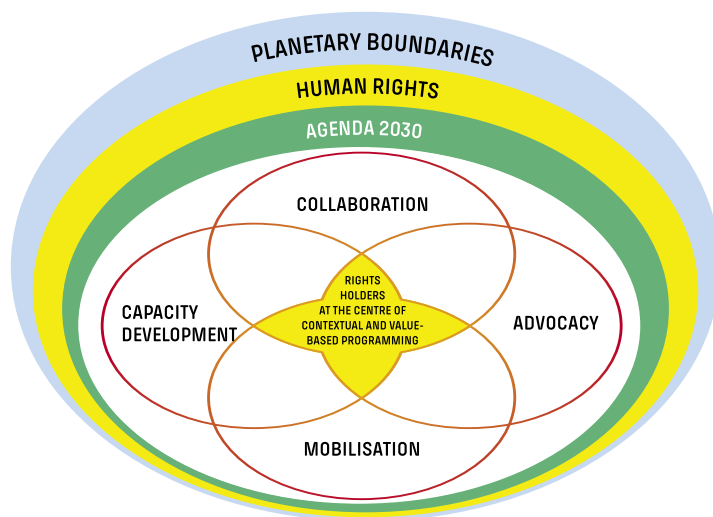 PLANETARY BOUNDARIES
HUMAN RIGHTS
AGENDA 2030
COLLABORATION
RIGHTS
HOLDERS
AT THE CENTRE OF
CONTEXTUAL AND VALUE-
BASED PROGRAMMING
CAPACITY
DEVELOPMENT
ADVOCACY
MOBILISATION